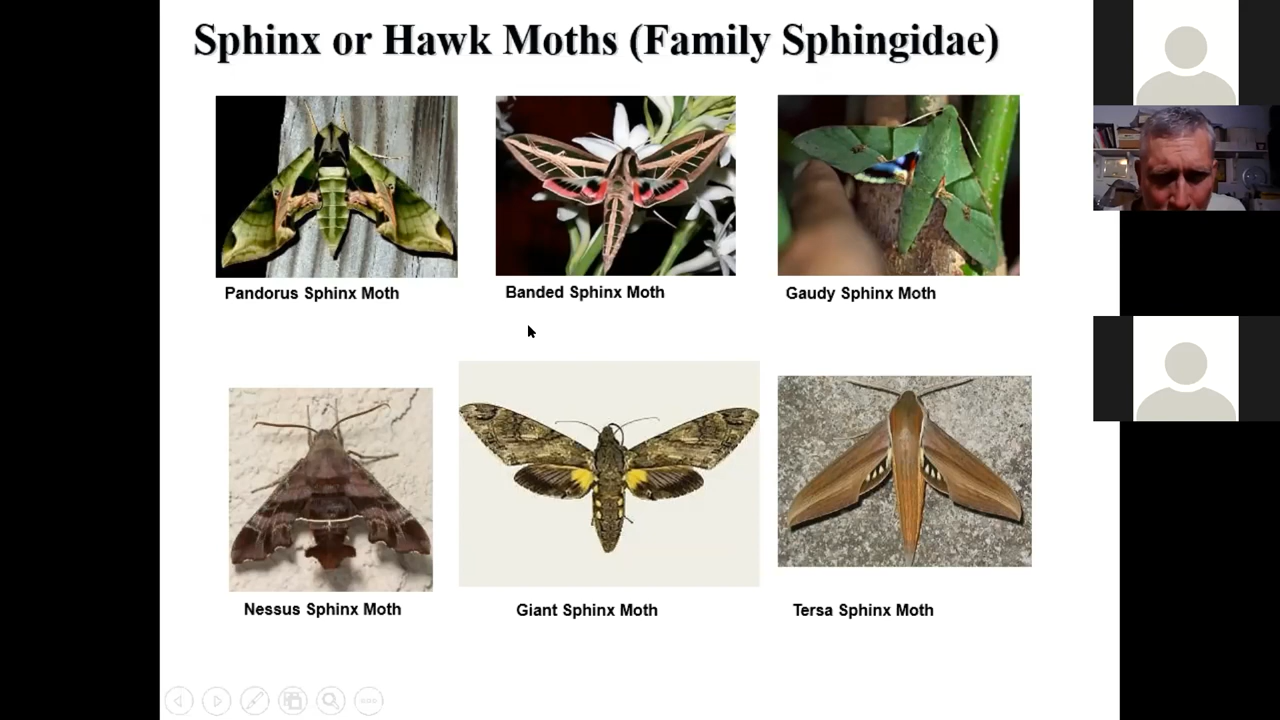 Sphinx or Hawk Moths (Family Sphingidae)
Pandorus Sphinx Moth
Banded Sphinx Moth
Gaudy Sphinx Moth
Nessus Sphinx Moth
Giant Sphinx Moth
Tersa Sphinx Moth